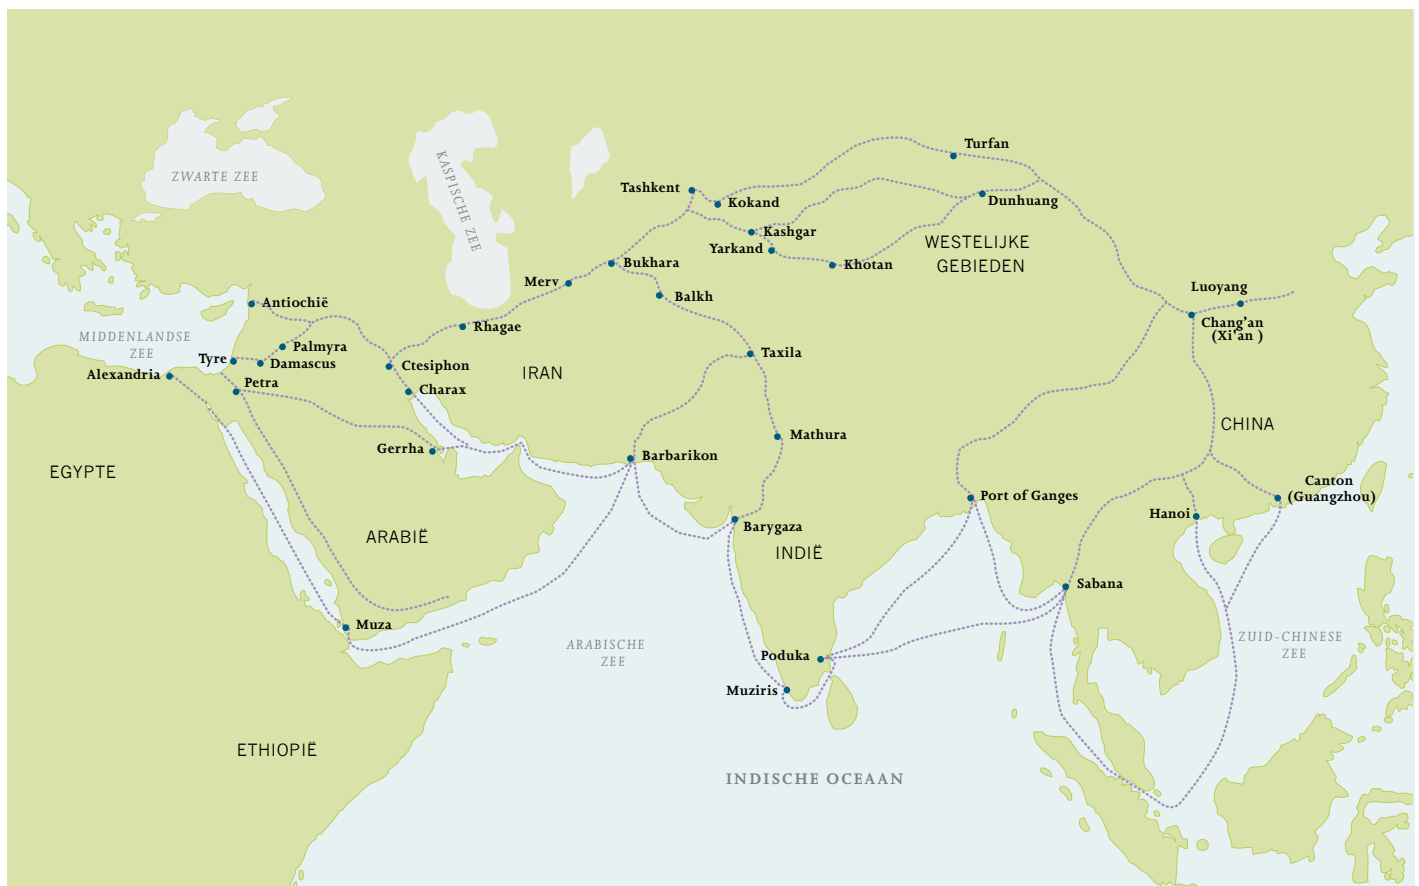 Turfan
ZWARTE ZEE
KASPISCHE ZEE
Tashkent
Kokand
Dunhuang
Kashgar
Yarkand
WESTELIJKE
GEBIEDEN
Khotan
Bukhara
Merv
Balkh
Luoyang
Antiochië
Chang'an
(Xi'an )
Rhagae
MIDDENLANDSE
ZEE
Palmyra
Tyre
Damascus
Taxila
Ctesiphon
Alexandria
Petra
IRAN
Charax
CHINA
Mathura
Gerrha
Barbarikon
EGYPTE
Canton
(Guangzhou)
Port of Ganges
Hanoi
Barygaza
ARABIË
INDIË
Sabana
Muza
ARABISCHE
ZEE
ZUID-CHINESE
ZEE
Poduka
Muziris
ETHIOPIË
INDISCHE OCEAAN